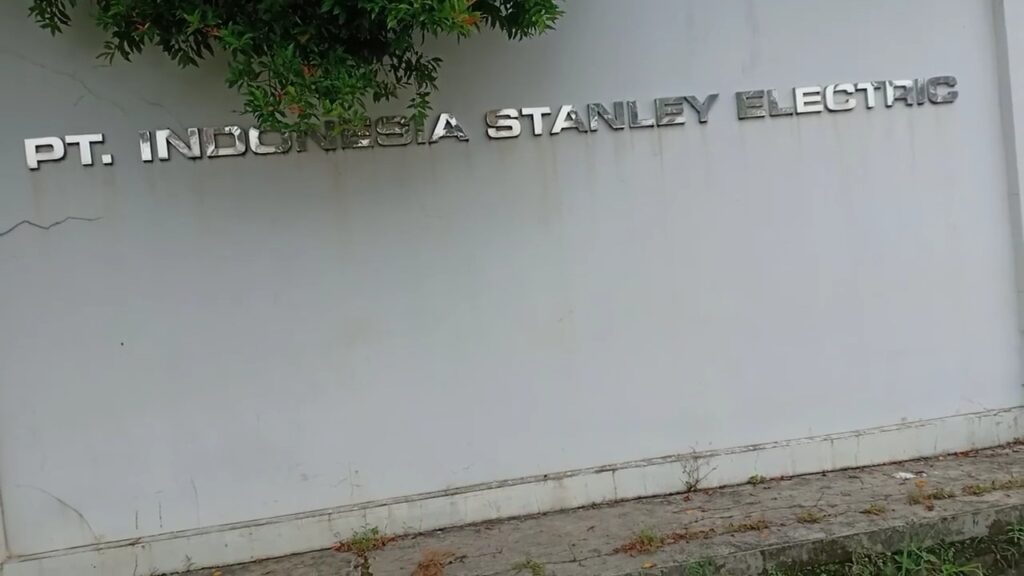 PT. INDONESIA STANLEY ELECTRIC